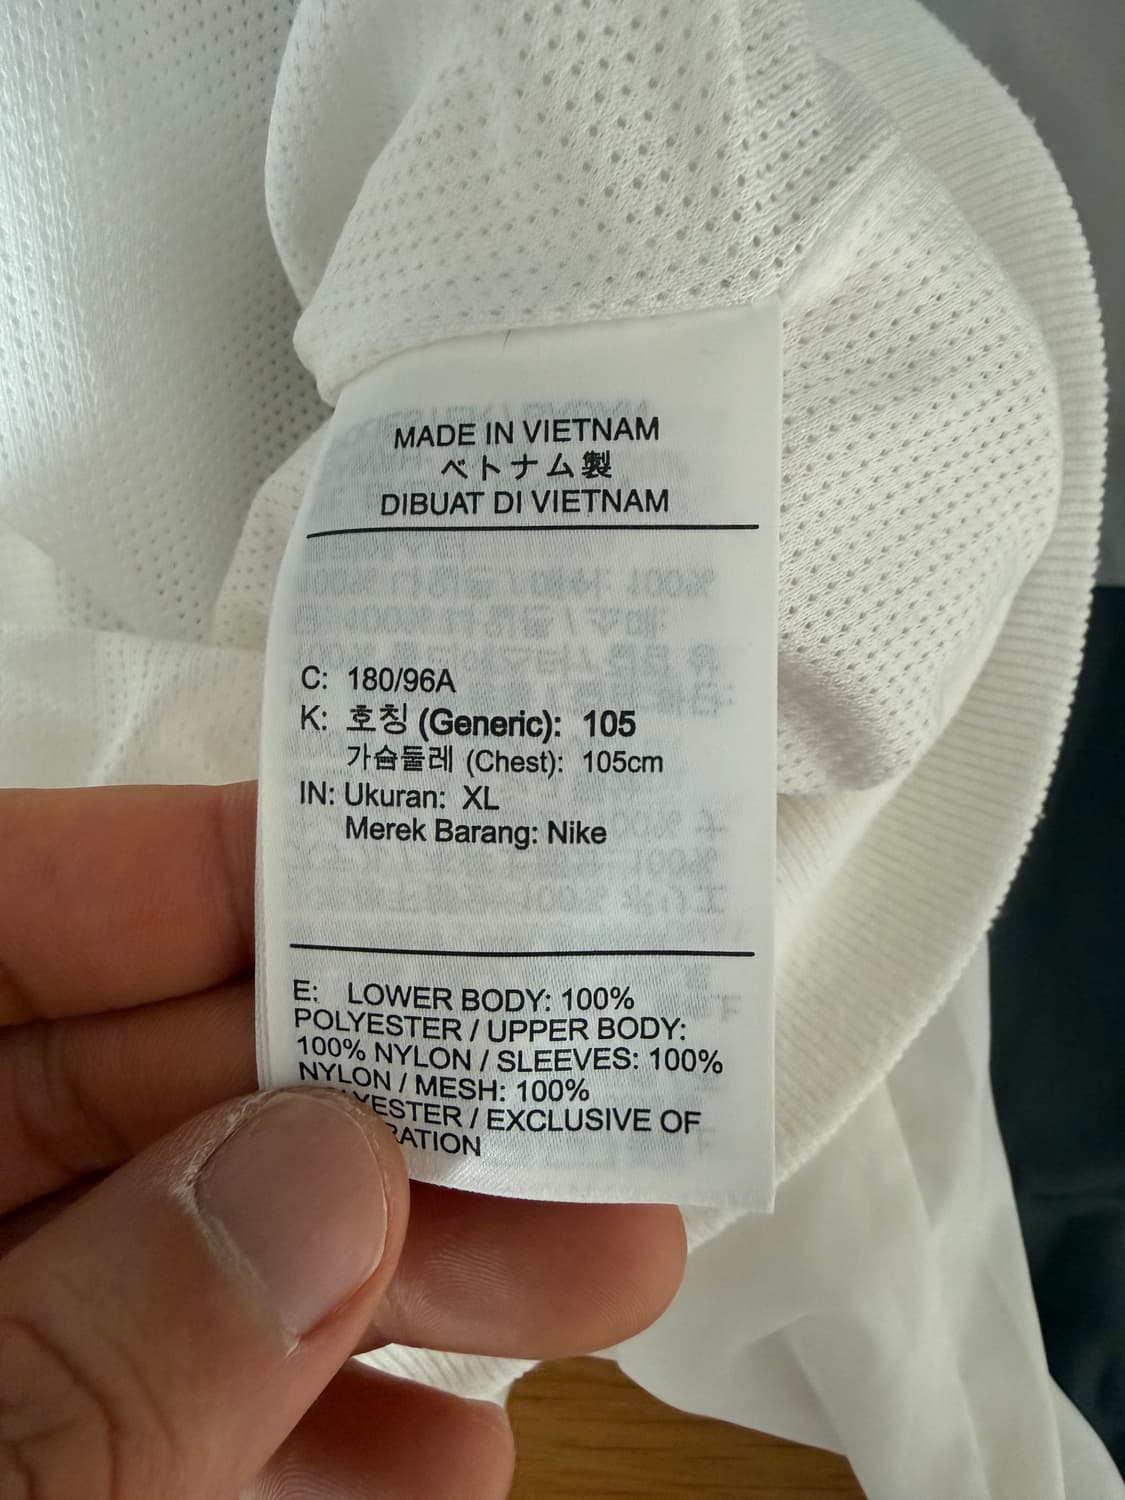 MADE IN VIETNAM
ベトナム製
DIBUAT DI VIETNAM
C: 180/96A
K: 호칭 (Generic): 105
가슴둘레 (Chest): 105cm
IN: Ukuran: XL
Merek Barang: Nike
E: LOWER BODY: 100%
POLYESTER / UPPER BODY:
100% NYLON / SLEEVES: 100%
NYLON / MESH: 100%
YESTER / EXCLUSIVE OF
RATION